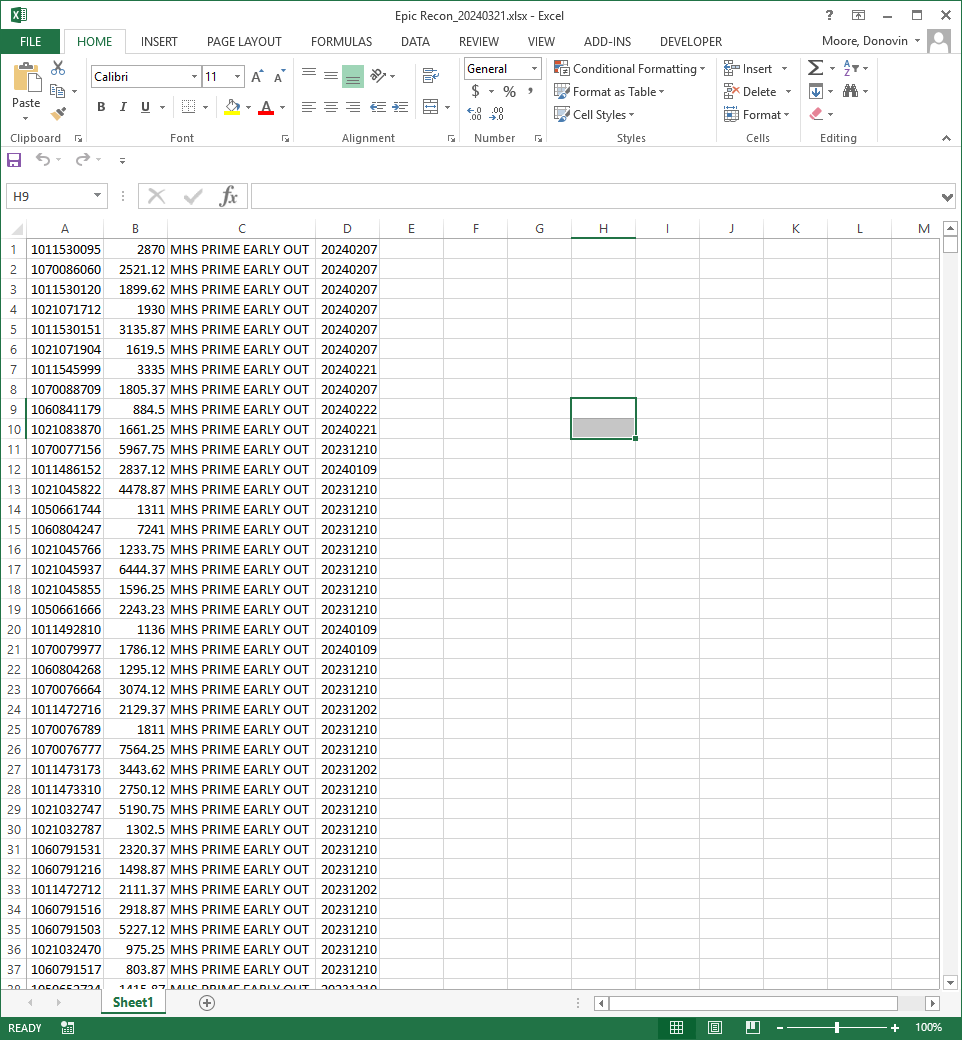 Epic Recon_20240321.xlsx - Excel
FILE HOME INSERT PAGE LAYOUT FORMULAS DATA REVIEW VIEW ADD-INS DEVELOPER Moore, Donovin
Calibri 11 General Conditional Formatting Insert
Paste B I U $ % , Format as Table Delete
Cell Styles Format
Clipboard Font Alignment Number Styles Cells Editing
H9 fx
A B C D E F G H I J K L M
1 1011530095 2870 MHS PRIME EARLY OUT 20240207
2 1070086060 2521.12 MHS PRIME EARLY OUT 20240207
3 1011530120 1899.62 MHS PRIME EARLY OUT 20240207
4 1021071712 1930 MHS PRIME EARLY OUT 20240207
5 1011530151 3135.87 MHS PRIME EARLY OUT 20240207
6 1021071904 1619.5 MHS PRIME EARLY OUT 20240207
7 1011545999 3335 MHS PRIME EARLY OUT 20240221
8 1070088709 1805.37 MHS PRIME EARLY OUT 20240207
9 1060841179 884.5 MHS PRIME EARLY OUT 20240222
10 1021083870 1661.25 MHS PRIME EARLY OUT 20240221
11 1070077156 5967.75 MHS PRIME EARLY OUT 20231210
12 1011486152 2837.12 MHS PRIME EARLY OUT 20240109
13 1021045822 4478.87 MHS PRIME EARLY OUT 20231210
14 1050661744 1311 MHS PRIME EARLY OUT 20231210
15 1060804247 7241 MHS PRIME EARLY OUT 20231210
16 1021045766 1233.75 MHS PRIME EARLY OUT 20231210
17 1021045937 6444.37 MHS PRIME EARLY OUT 20231210
18 1021045855 1596.25 MHS PRIME EARLY OUT 20231210
19 1050661666 2243.23 MHS PRIME EARLY OUT 20231210
20 1011492810 1136 MHS PRIME EARLY OUT 20240109
21 1070079977 1786.12 MHS PRIME EARLY OUT 20240109
22 1060804268 1295.12 MHS PRIME EARLY OUT 20231210
23 1070076664 3074.12 MHS PRIME EARLY OUT 20231210
24 1011472716 2129.37 MHS PRIME EARLY OUT 20231202
25 1070076789 1811 MHS PRIME EARLY OUT 20231210
26 1070076777 7564.25 MHS PRIME EARLY OUT 20231210
27 1011473173 3443.62 MHS PRIME EARLY OUT 20231202
28 1011473310 2750.12 MHS PRIME EARLY OUT 20231210
29 1021032747 5190.75 MHS PRIME EARLY OUT 20231210
30 1021032787 1302.5 MHS PRIME EARLY OUT 20231210
31 1060791531 2320.37 MHS PRIME EARLY OUT 20231210
32 1060791216 1498.87 MHS PRIME EARLY OUT 20231210
33 1011472712 2111.37 MHS PRIME EARLY OUT 20231202
34 1060791516 2918.87 MHS PRIME EARLY OUT 20231210
35 1060791503 5227.12 MHS PRIME EARLY OUT 20231210
36 1021032470 975.25 MHS PRIME EARLY OUT 20231210
37 1060791517 803.87 MHS PRIME EARLY OUT 20231210
Sheet1
READY 100%